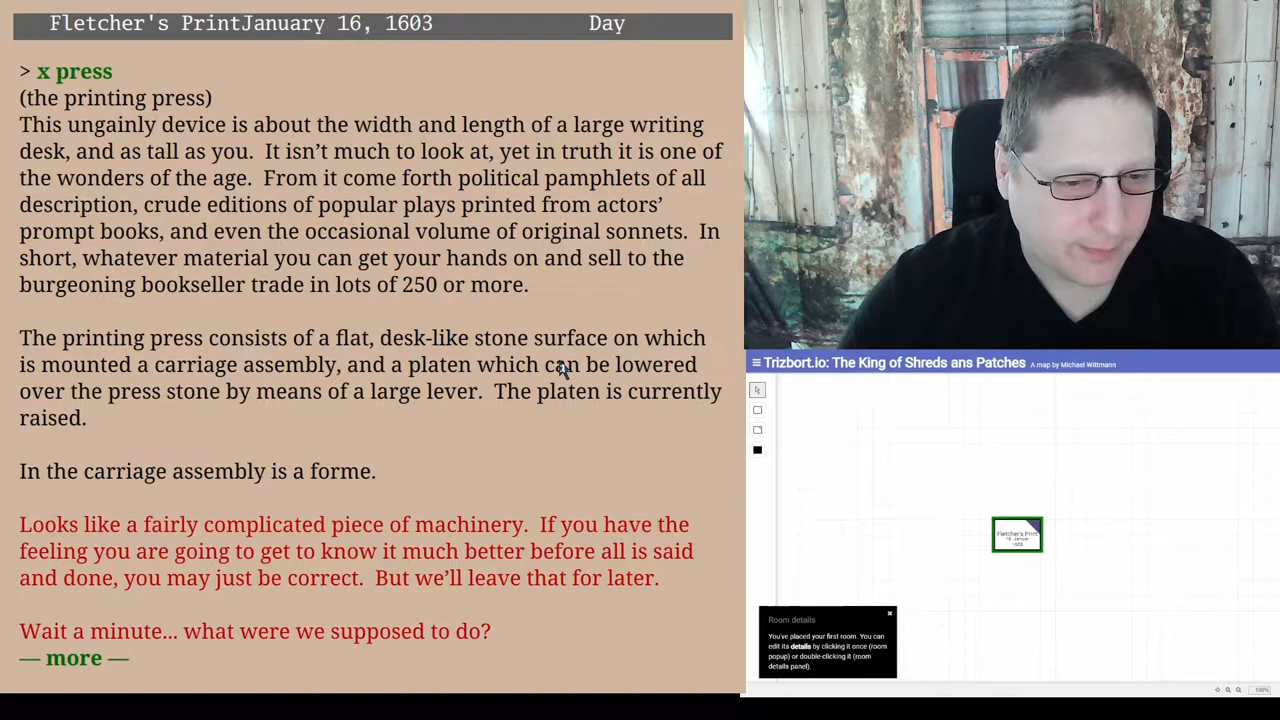 Fletcher's PrintJanuary 16, 1603 Day
> x press
(the printing press)
This ungainly device is about the width and length of a large writing
desk, and as tall as you.  It isn’t much to look at, yet in truth it is one of
the wonders of the age.  From it come forth political pamphlets of all
description, crude editions of popular plays printed from actors’
prompt books, and even the occasional volume of original sonnets.  In
short, whatever material you can get your hands on and sell to the
burgeoning bookseller trade in lots of 250 or more.
The printing press consists of a flat, desk-like stone surface on which
is mounted a carriage assembly, and a platen which can be lowered
over the press stone by means of a large lever.  The platen is currently
raised.
In the carriage assembly is a forme.
Looks like a fairly complicated piece of machinery.  If you have the
feeling you are going to get to know it much better before all is said
and done, you may just be correct.  But we’ll leave that for later.
Wait a minute... what were we supposed to do?
— more —
Trizbort.io: The King of Shreds ans Patches A map by Michael Wittmann
Fletcher's Print
1603
Room details
You've placed your first room. You can
edit its details by clicking it once (room
popup) or double-clicking it (room
details panel).
100%